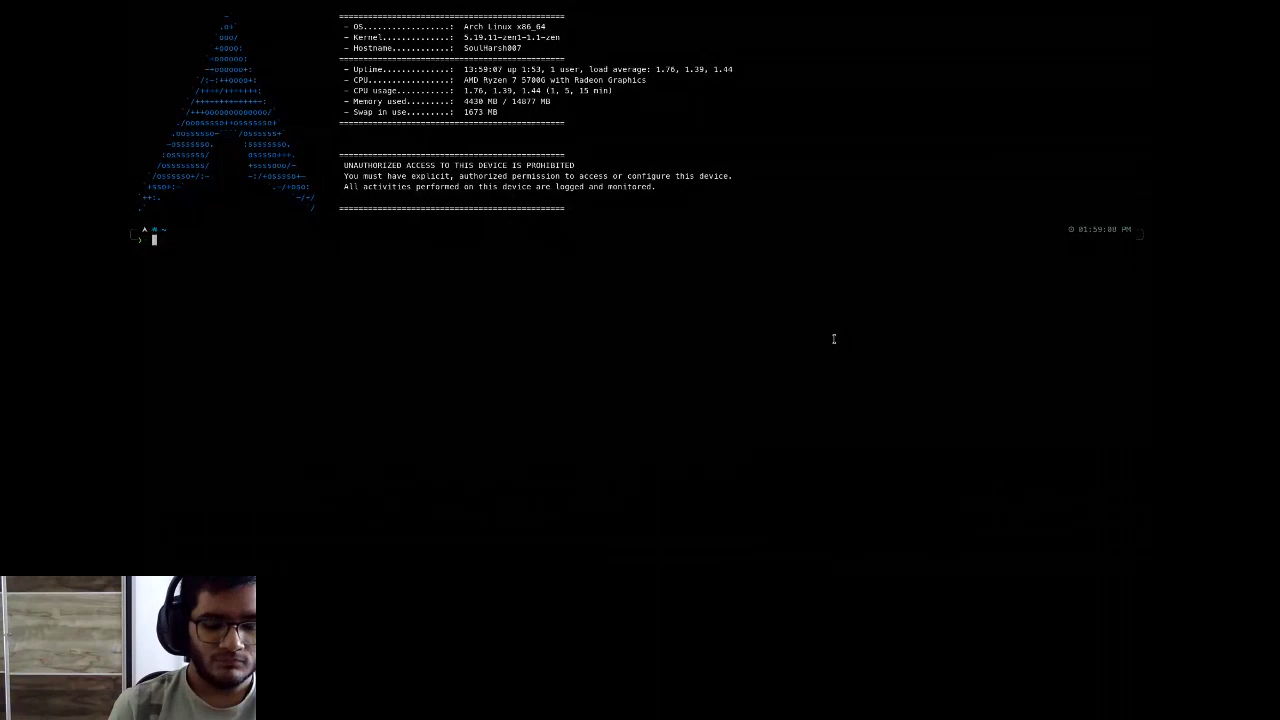 ==============================================
- OS.................: Arch Linux x86_64
- Kernel.............: 5.19.11-zen1-1.1-zen
- Hostname...........: SoulHarsh007
==============================================
- Uptime.............: 13:59:07 up 1:53, 1 user, load average: 1.76, 1.39, 1.44
- CPU................: AMD Ryzen 7 5700G with Radeon Graphics
- CPU usage..........: 1.76, 1.39, 1.44 (1, 5, 15 min)
- Memory used........: 4430 MB / 14877 MB
- Swap in use........: 1673 MB
==============================================
==============================================
UNAUTHORIZED ACCESS TO THIS DEVICE IS PROHIBITED
You must have explicit, authorized permission to access or configure this device.
All activities performed on this device are logged and monitored.
==============================================
~
01:59:08 PM